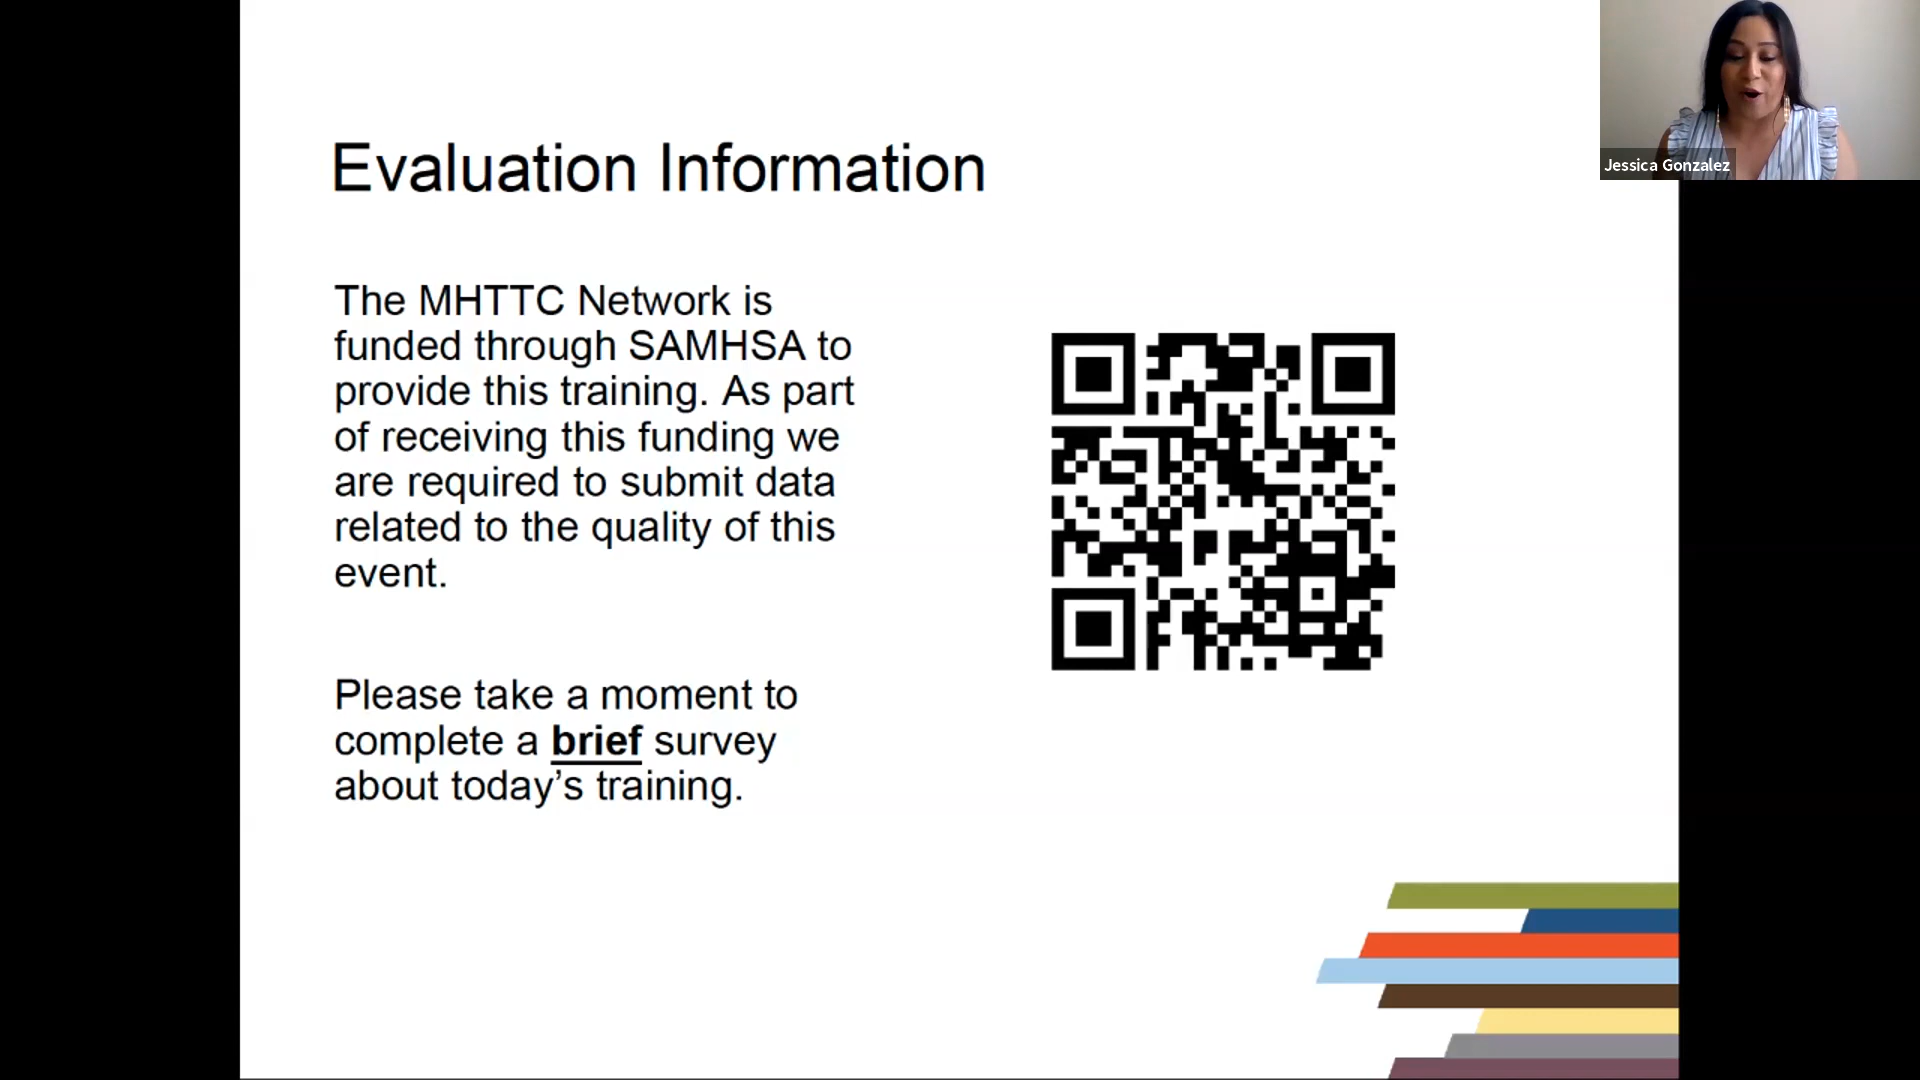 Evaluation Information
The MHTTC Network is
funded through SAMHSA to
provide this training. As part
of receiving this funding we
are required to submit data
related to the quality of this
event.
Please take a moment to
complete a brief survey
about today’s training.
Jessica Gonzalez